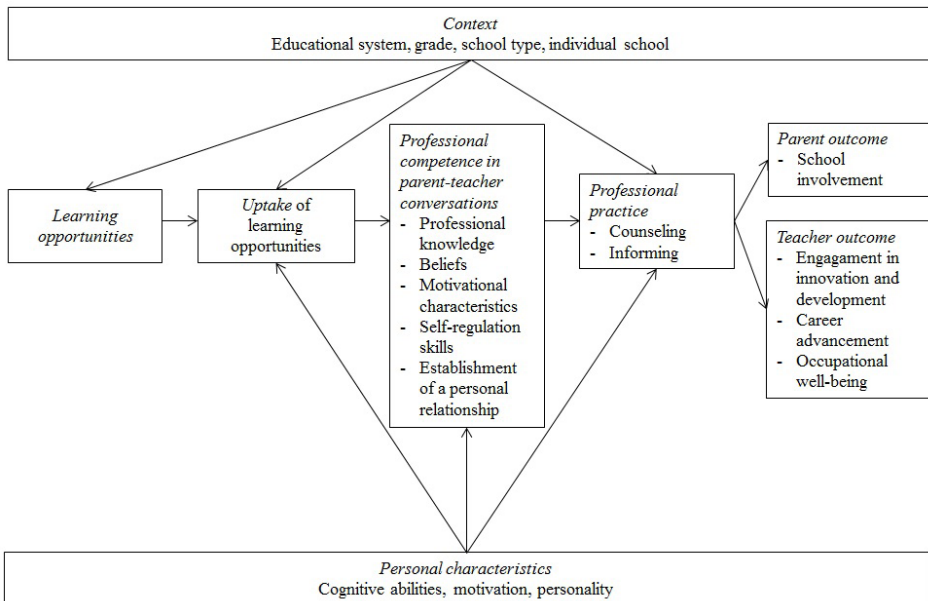 Context
Educational system, grade, school type, individual school
Learning
opportunities
Uptake of
learning
opportunities
Professional
competence in
parent-teacher
conversations
- Professional
knowledge
- Beliefs
- Motivational
characteristics
- Self-regulation
skills
- Establishment
of a personal
relationship
Professional
practice
- Counseling
- Informing
Parent outcome
- School
involvement
Teacher outcome
- Engagament in
innovation and
development
- Career
advancement
- Occupational
well-being
Personal characteristics
Cognitive abilities, motivation, personality